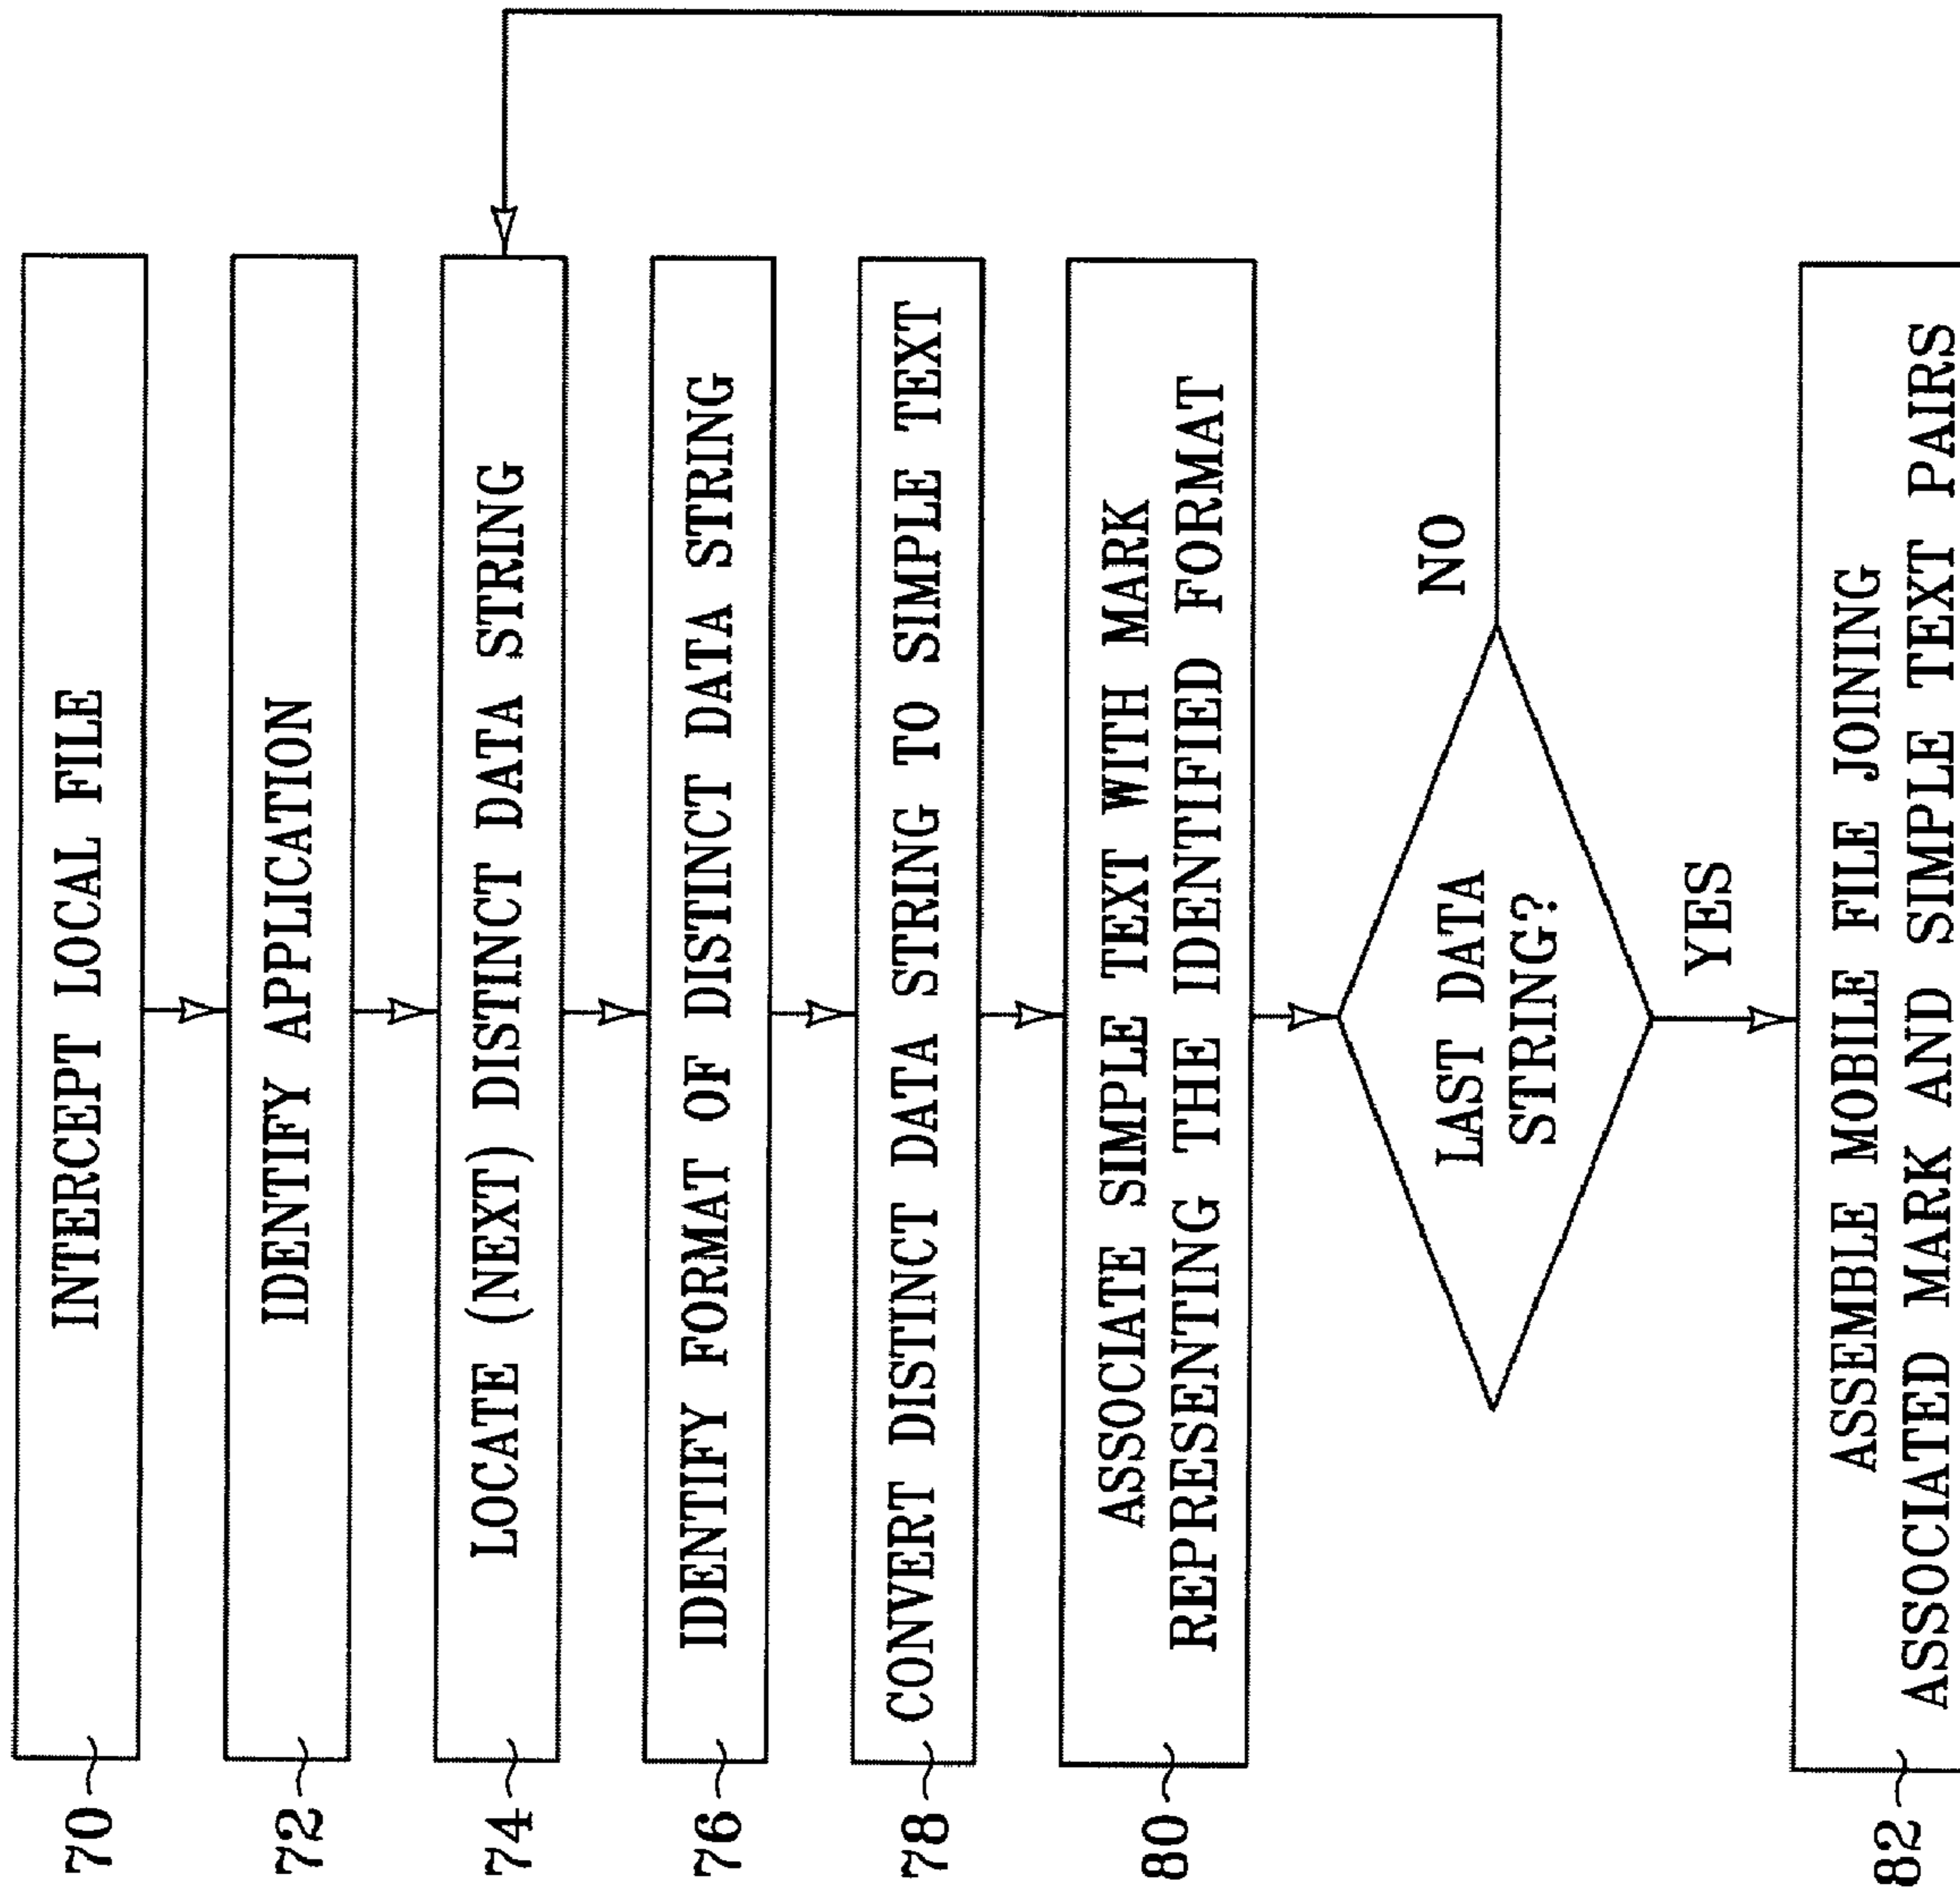 70 INTERCEPT LOCAL FILE
72 IDENTIFY APPLICATION
74 LOCATE (NEXT) DISTINCT DATA STRING
76 IDENTIFY FORMAT OF DISTINCT DATA STRING
78 CONVERT DISTINCT DATA STRING TO SIMPLE TEXT
80 ASSOCIATE SIMPLE TEXT WITH MARK
REPRESENTING THE IDENTIFIED FORMAT
LAST DATA
STRING?
NO
YES
82 ASSEMBLE MOBILE FILE JOINING
ASSOCIATED MARK AND SIMPLE TEXT PAIRS